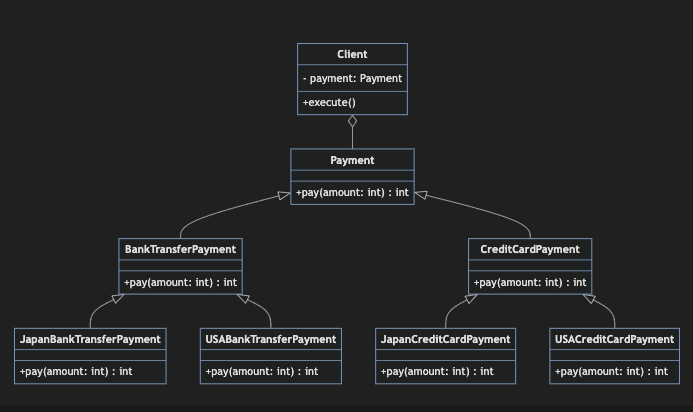 Client
- payment: Payment
+execute()
Payment
+pay(amount: int) : int
BankTransferPayment
+pay(amount: int) : int
CreditCardPayment
+pay(amount: int) : int
JapanBankTransferPayment
+pay(amount: int) : int
USABankTransferPayment
+pay(amount: int) : int
JapanCreditCardPayment
+pay(amount: int) : int
USACreditCardPayment
+pay(amount: int) : int